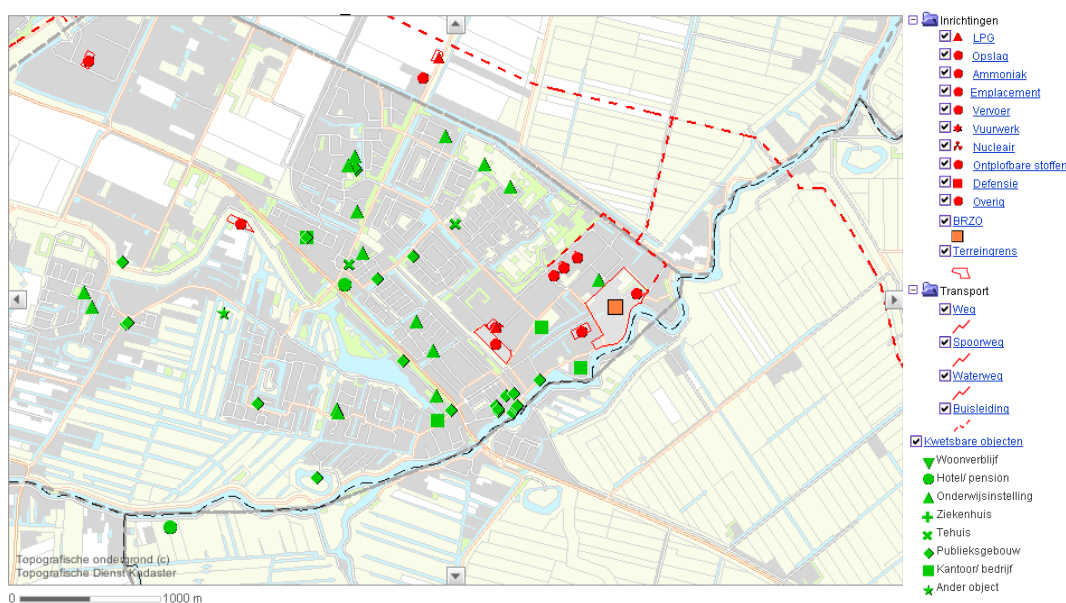 Inrichtingen
LPG
Opslag
Ammoniak
Emplacement
Vervoer
Vuurwerk
Nucleair
Ontplofbare stoffen
Defensie
Overig
BRZO
Terreingrens
Transport
Weg
Spoorweg
Waterweg
Buisleiding
Kwetsbare objecten
Woonverblijf
Hotel/ pension
Onderwijsinstelling
Ziekenhuis
Tehuis
Publieksgebouw
Kantoor/ bedrijf
Ander object
Topografische ondergrond (c)
Topografische Dienst Kadaster
0 1000 m